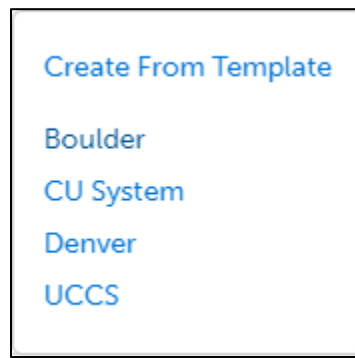 Create From Template
Boulder
CU System
Denver
UCCS